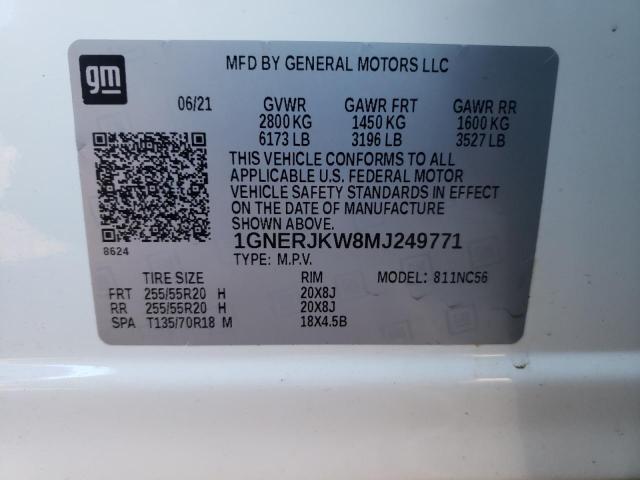 gm
MFD BY GENERAL MOTORS LLC
06/21 GVWR GAWR FRT GAWR RR
2800 KG 1450 KG 1600 KG
6173 LB 3196 LB 3527 LB
THIS VEHICLE CONFORMS TO ALL
APPLICABLE U.S. FEDERAL MOTOR
VEHICLE SAFETY STANDARDS IN EFFECT
ON THE DATE OF MANUFACTURE
SHOWN ABOVE.
1GNERJKW8MJ249771
8624
TYPE: M.P.V.
TIRE SIZE RIM MODEL: 811NC56
FRT 255/55R20 H 20X8J
RR 255/55R20 H 20X8J
SPA T135/70R18 M 18X4.5B